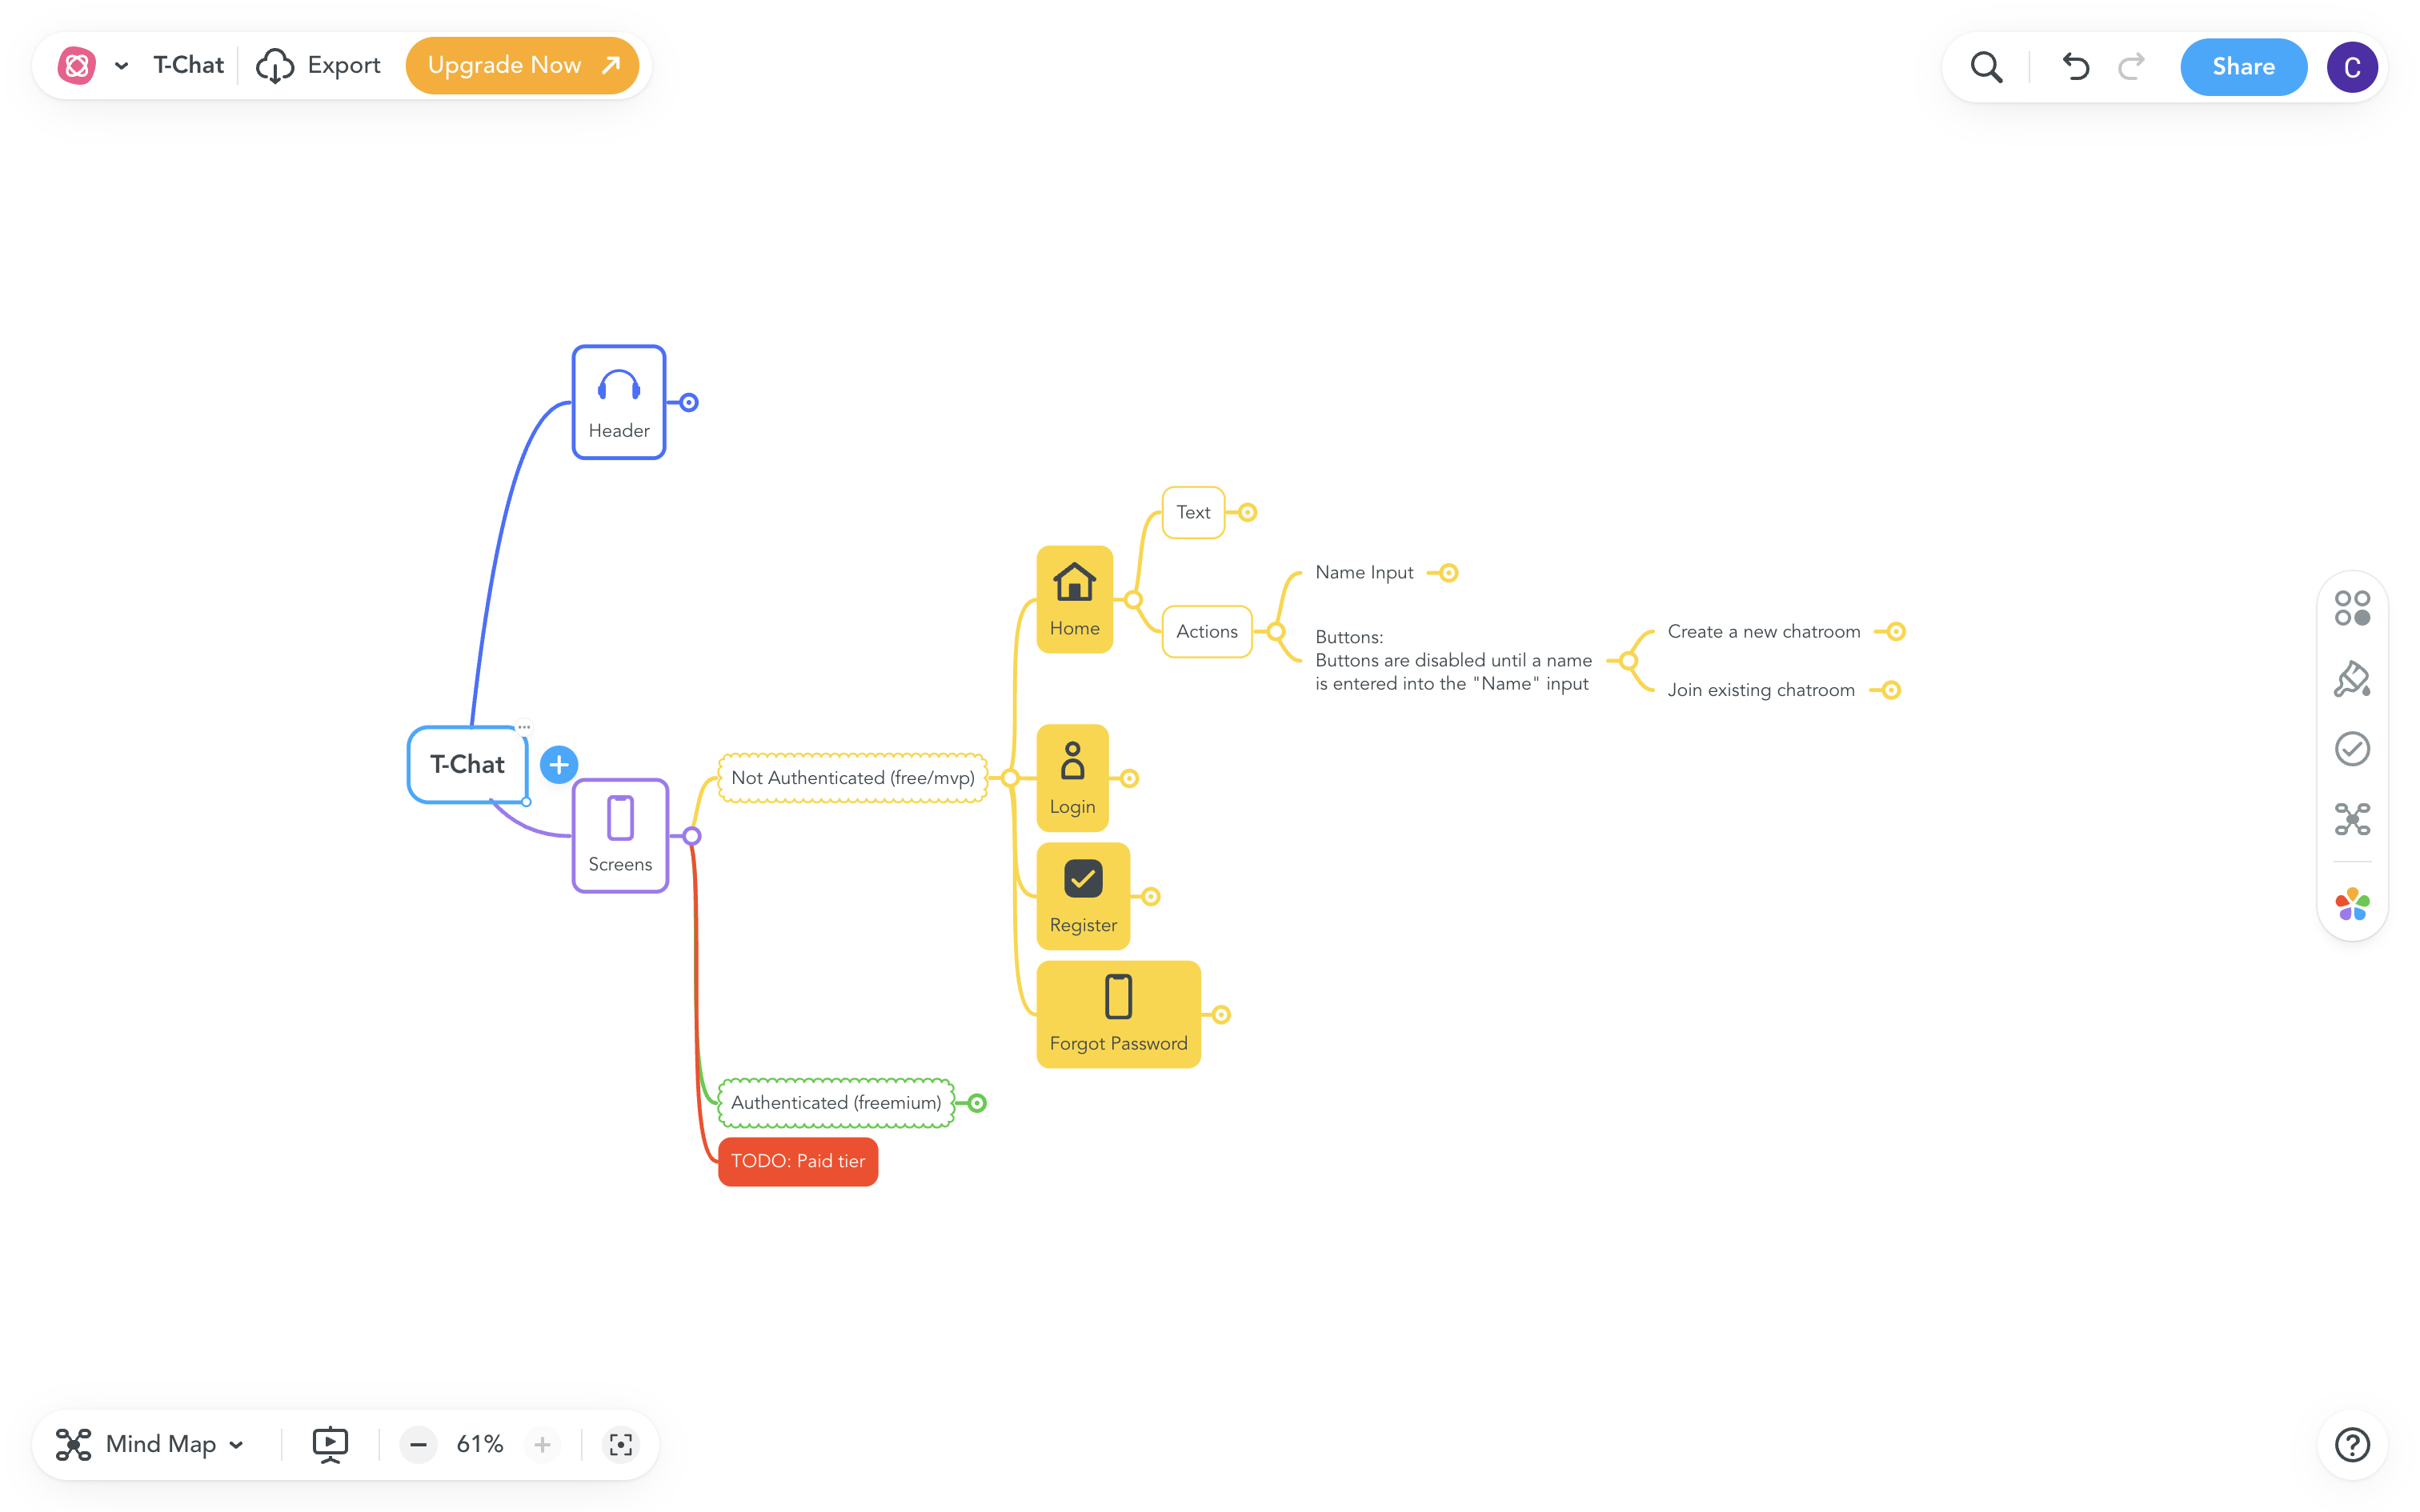 T-Chat
Export
Upgrade Now
Share
C
Header
Text
Name Input
Home
Actions
Buttons:
Buttons are disabled until a name
is entered into the "Name" input
Create a new chatroom
Join existing chatroom
T-Chat
Not Authenticated (free/mvp)
Login
Screens
Register
Forgot Password
Authenticated (freemium)
TODO: Paid tier
Mind Map
61%